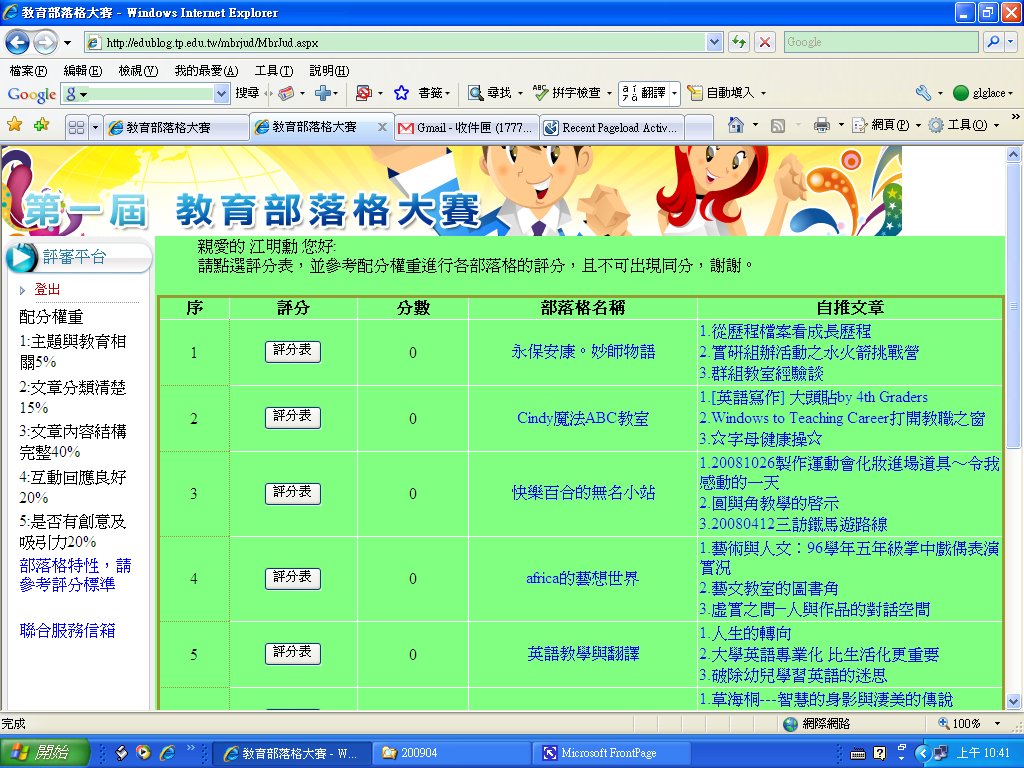 教育部落格大賽 - Windows Internet Explorer
http://edublog.tp.edu.tw/mbrjud/MbrJud.aspx
Google
檔案(F) 編輯(E) 檢視(V) 我的最愛(A) 工具(T) 說明(H)
Google 搜尋 書籤 尋找 拼字檢查 翻譯 自動填入 glglace
教育部落格大賽 教育部落格大賽 Gmail - 收件匣 (1777... Recent Pageload Activ... 網頁(P) 工具(O)
第一屆 教育部落格大賽
評審平台
登出
配分權重
1:主題與教育相
關5%
2:文章分類清楚
15%
3:文章內容結構
完整40%
4:互動回應良好
20%
5:是否有創意及
吸引力20%
部落格特性，請
參考評分標準
聯合服務信箱
親愛的 江明勳 您好:
請點選評分表，並參考配分權重進行各部落格的評分，且不可出現同分，謝謝。
序 評分 分數 部落格名稱 自推文章
1 評分表 0 永保安康。妙師物語
1.從歷程檔案看成長歷程
2.實研組辦活動之水火箭挑戰營
3.群組教室經驗談
2 評分表 0 Cindy魔法ABC教室
1.[英語寫作] 大頭貼by 4th Graders
2.Windows to Teaching Career打開教職之窗
3.☆字母健康操☆
3 評分表 0 快樂百合的無名小站
1.20081026製作運動會化妝進場道具～令我
感動的一天
2.圓與角教學的啓示
3.20080412三訪鐵馬遊路線
4 評分表 0 africa的藝想世界
1.藝術與人文：96學年五年級掌中戲偶表演
實況
2.藝文教室的圖書角
3.虛實之間─人與作品的對話空間
5 評分表 0 英語教學與翻譯
1.人生的轉向
2.大學英語專業化 比生活化更重要
3.破除幼兒學習英語的迷思
1.草海桐---智慧的身影與淒美的傳說
完成 網際網路 100%
開始 教育部落格大賽 - W... 200904 Microsoft FrontPage 上午 10:41